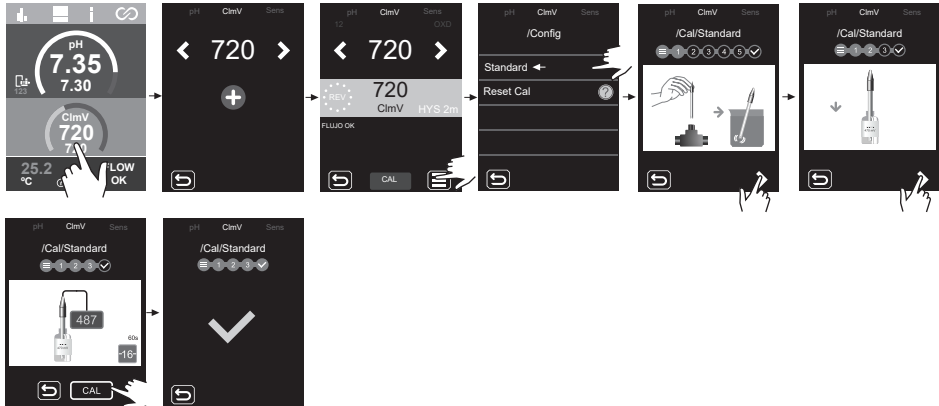 pH
7.35
7.30
123
ClmV
720
25.2
ºC
FLOW
OK
pH ClmV Sens
720
pH ClmV Sens
12 OXD
720
REV
720
ClmV
HYS 2m
FLUJO OK
CAL
pH ClmV Sens
/Config
Standard
Reset Cal ?
pH ClmV Sens
/Cal/Standard
1 2 3 4 5
pH ClmV Sens
/Cal/Standard
1 2 3
pH ClmV Sens
/Cal/Standard
1 2 3
487
60s
-16-
CAL
pH ClmV Sens
/Cal/Standard
1 2 3